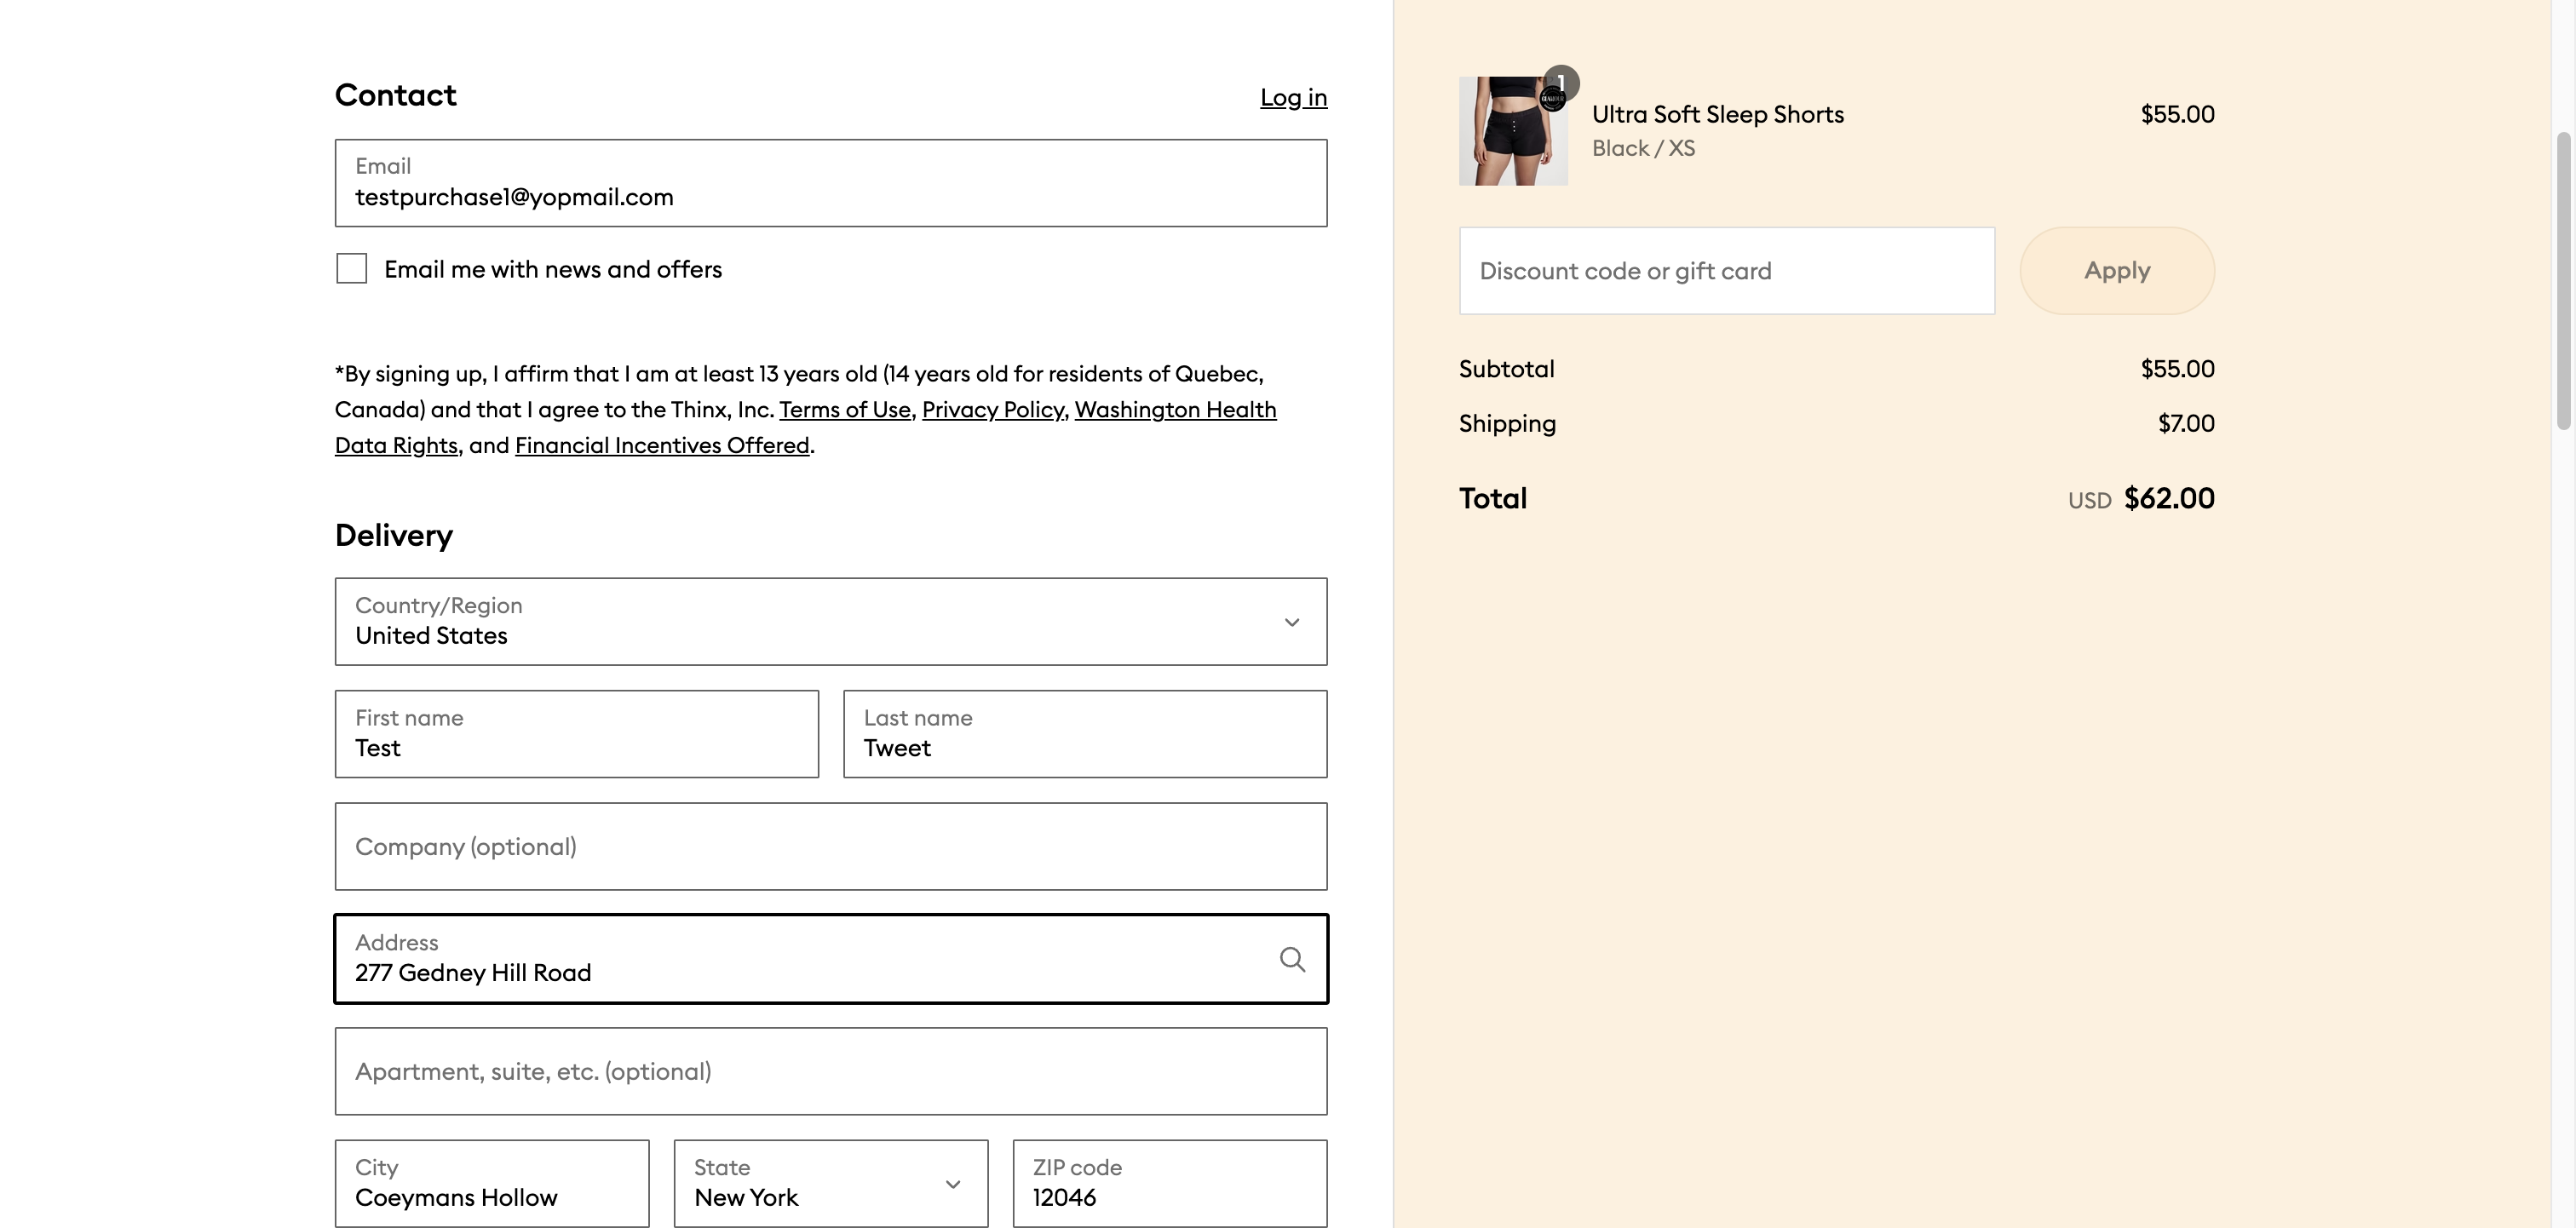 Contact
Log in
Email
testpurchase1@yopmail.com
Email me with news and offers
*By signing up, I affirm that I am at least 13 years old (14 years old for residents of Quebec,
Canada) and that I agree to the Thinx, Inc. Terms of Use, Privacy Policy, Washington Health
Data Rights, and Financial Incentives Offered.
Delivery
Country/Region
United States
First name
Test
Last name
Tweet
Company (optional)
Address
277 Gedney Hill Road
Apartment, suite, etc. (optional)
City
Coeymans Hollow
State
New York
ZIP code
12046
1
Ultra Soft Sleep Shorts
$55.00
Black / XS
Discount code or gift card
Apply
Subtotal
$55.00
Shipping
$7.00
Total
USD $62.00